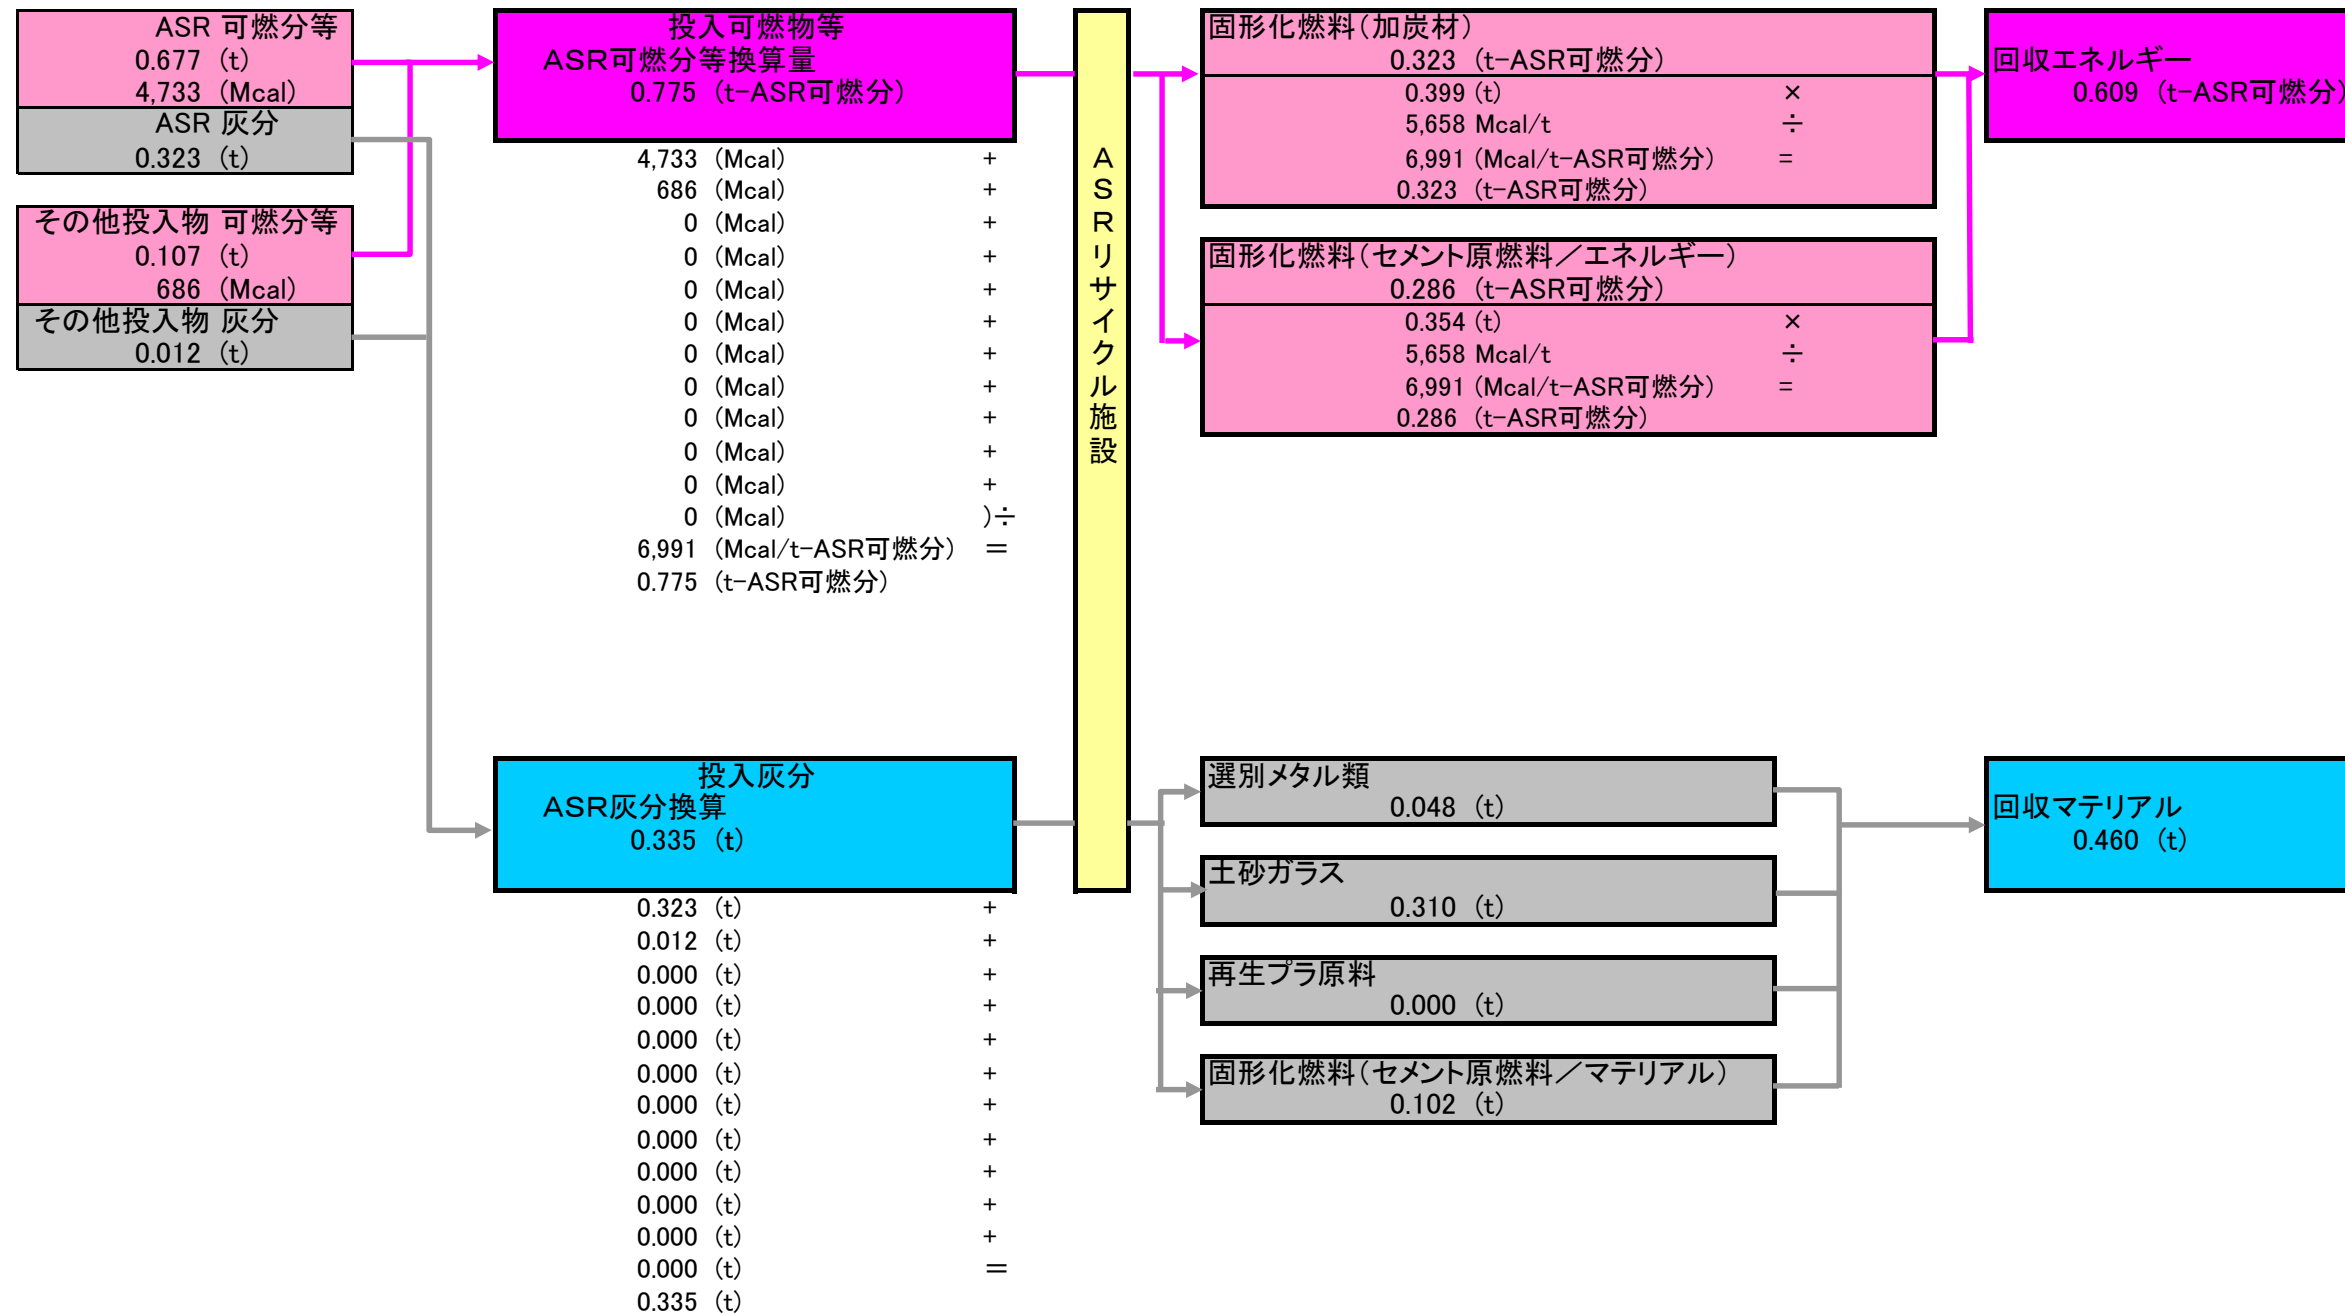 ASR 可燃分等
0.677 (t)
4,733 (Mcal)
ASR 灰分
0.323 (t)
その他投入物 可燃分等
0.107 (t)
686 (Mcal)
その他投入物 灰分
0.012 (t)
投入可燃物等
ASR可燃分等換算量
0.775 (t-ASR可燃分)
4,733 (Mcal) +
686 (Mcal) +
0 (Mcal) +
0 (Mcal) +
0 (Mcal) +
0 (Mcal) +
0 (Mcal) +
0 (Mcal) +
0 (Mcal) +
0 (Mcal) +
0 (Mcal) +
0 (Mcal) )÷
6,991 (Mcal/t-ASR可燃分) =
0.775 (t-ASR可燃分)
投入灰分
ASR灰分換算
0.335 (t)
0.323 (t) +
0.012 (t) +
0.000 (t) +
0.000 (t) +
0.000 (t) +
0.000 (t) +
0.000 (t) +
0.000 (t) +
0.000 (t) +
0.000 (t) +
0.000 (t) +
0.000 (t) =
0.335 (t)
ASRリサイクル施設
固形化燃料(加炭材)
0.323 (t-ASR可燃分)
0.399 (t) ×
5,658 Mcal/t ÷
6,991 (Mcal/t-ASR可燃分) =
0.323 (t-ASR可燃分)
固形化燃料(セメント原燃料/エネルギー)
0.286 (t-ASR可燃分)
0.354 (t) ×
5,658 Mcal/t ÷
6,991 (Mcal/t-ASR可燃分) =
0.286 (t-ASR可燃分)
選別メタル類
0.048 (t)
土砂ガラス
0.310 (t)
再生プラ原料
0.000 (t)
固形化燃料(セメント原燃料/マテリアル)
0.102 (t)
回収エネルギー
0.609 (t-ASR可燃分)
回収マテリアル
0.460 (t)